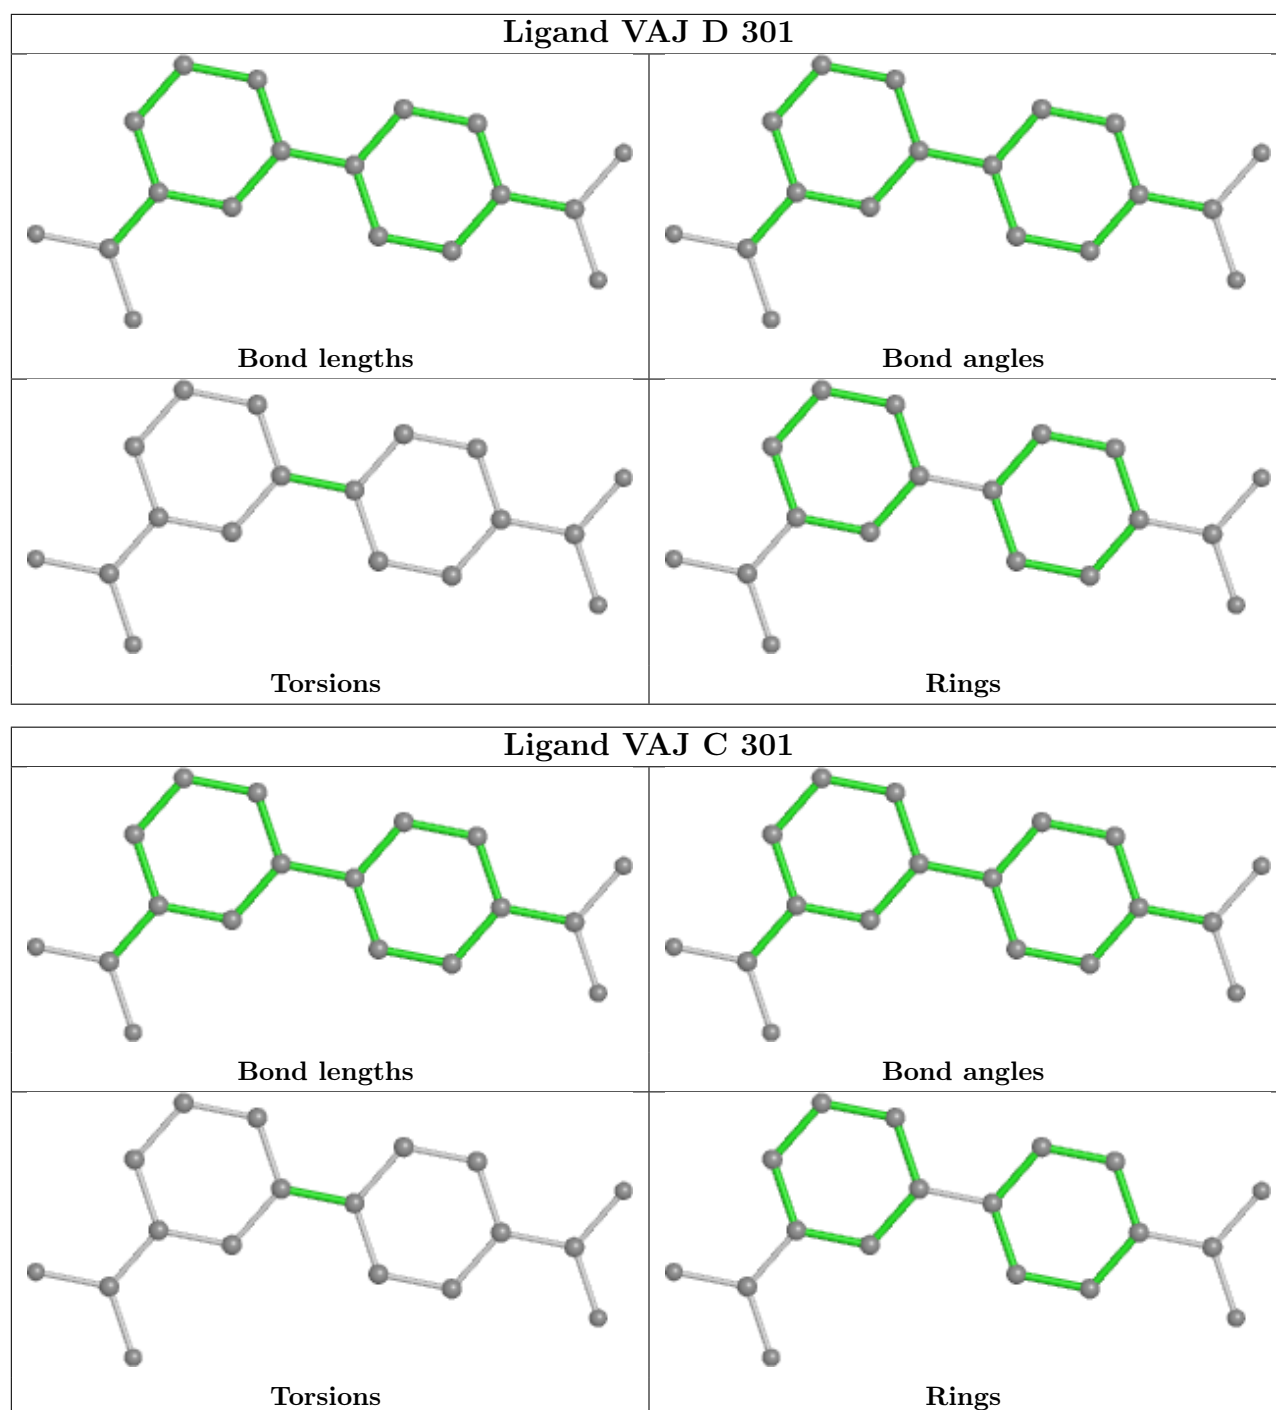 Ligand VAJ D 301
Bond lengths
Bond angles
Torsions
Rings
Ligand VAJ C 301
Bond lengths
Bond angles
Torsions
Rings